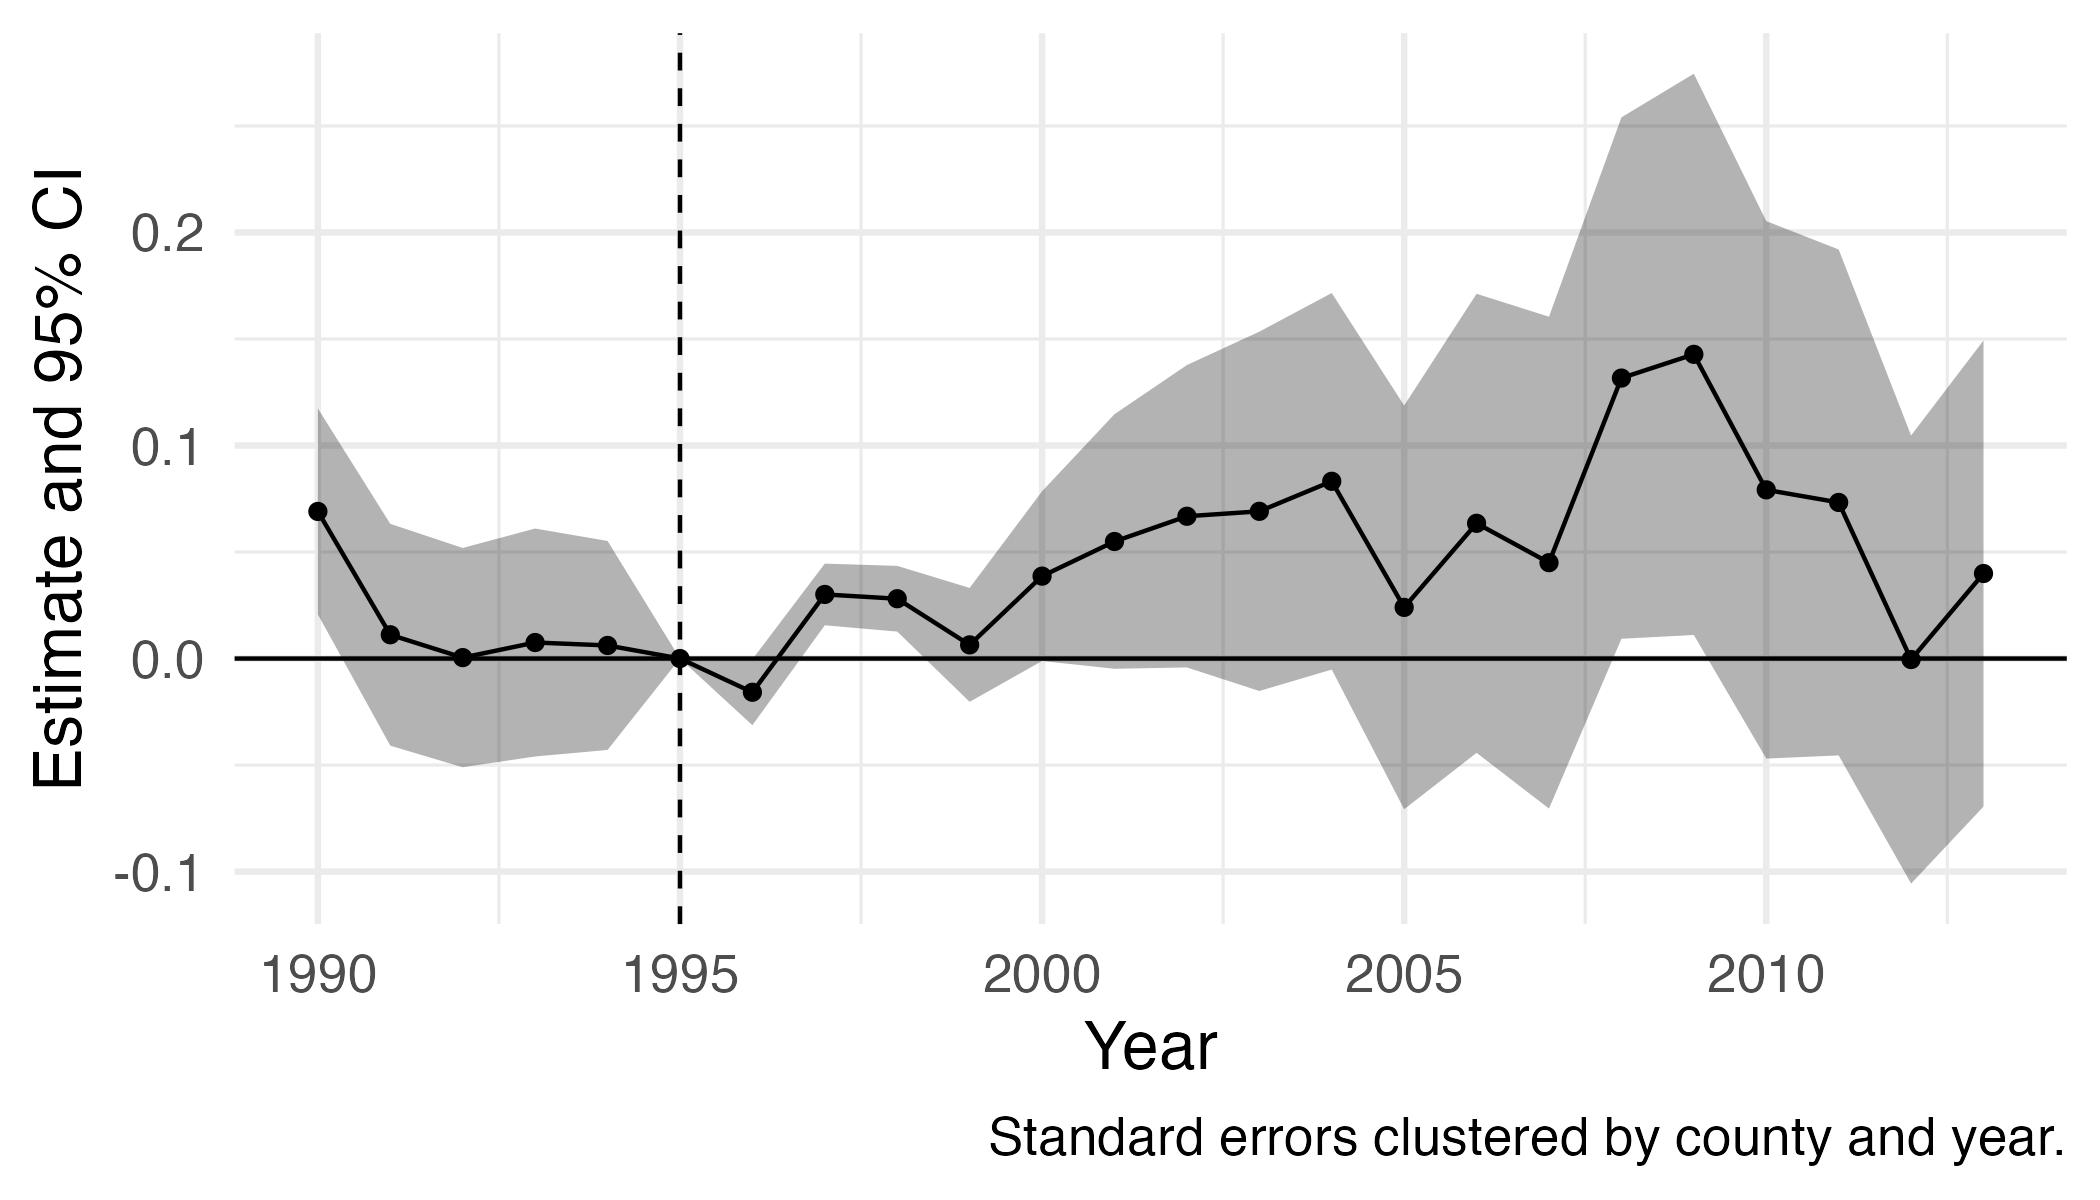 Estimate and 95% CI
0.2
0.1
0.0
-0.1
1990 1995 2000 2005 2010
Year
Standard errors clustered by county and year.